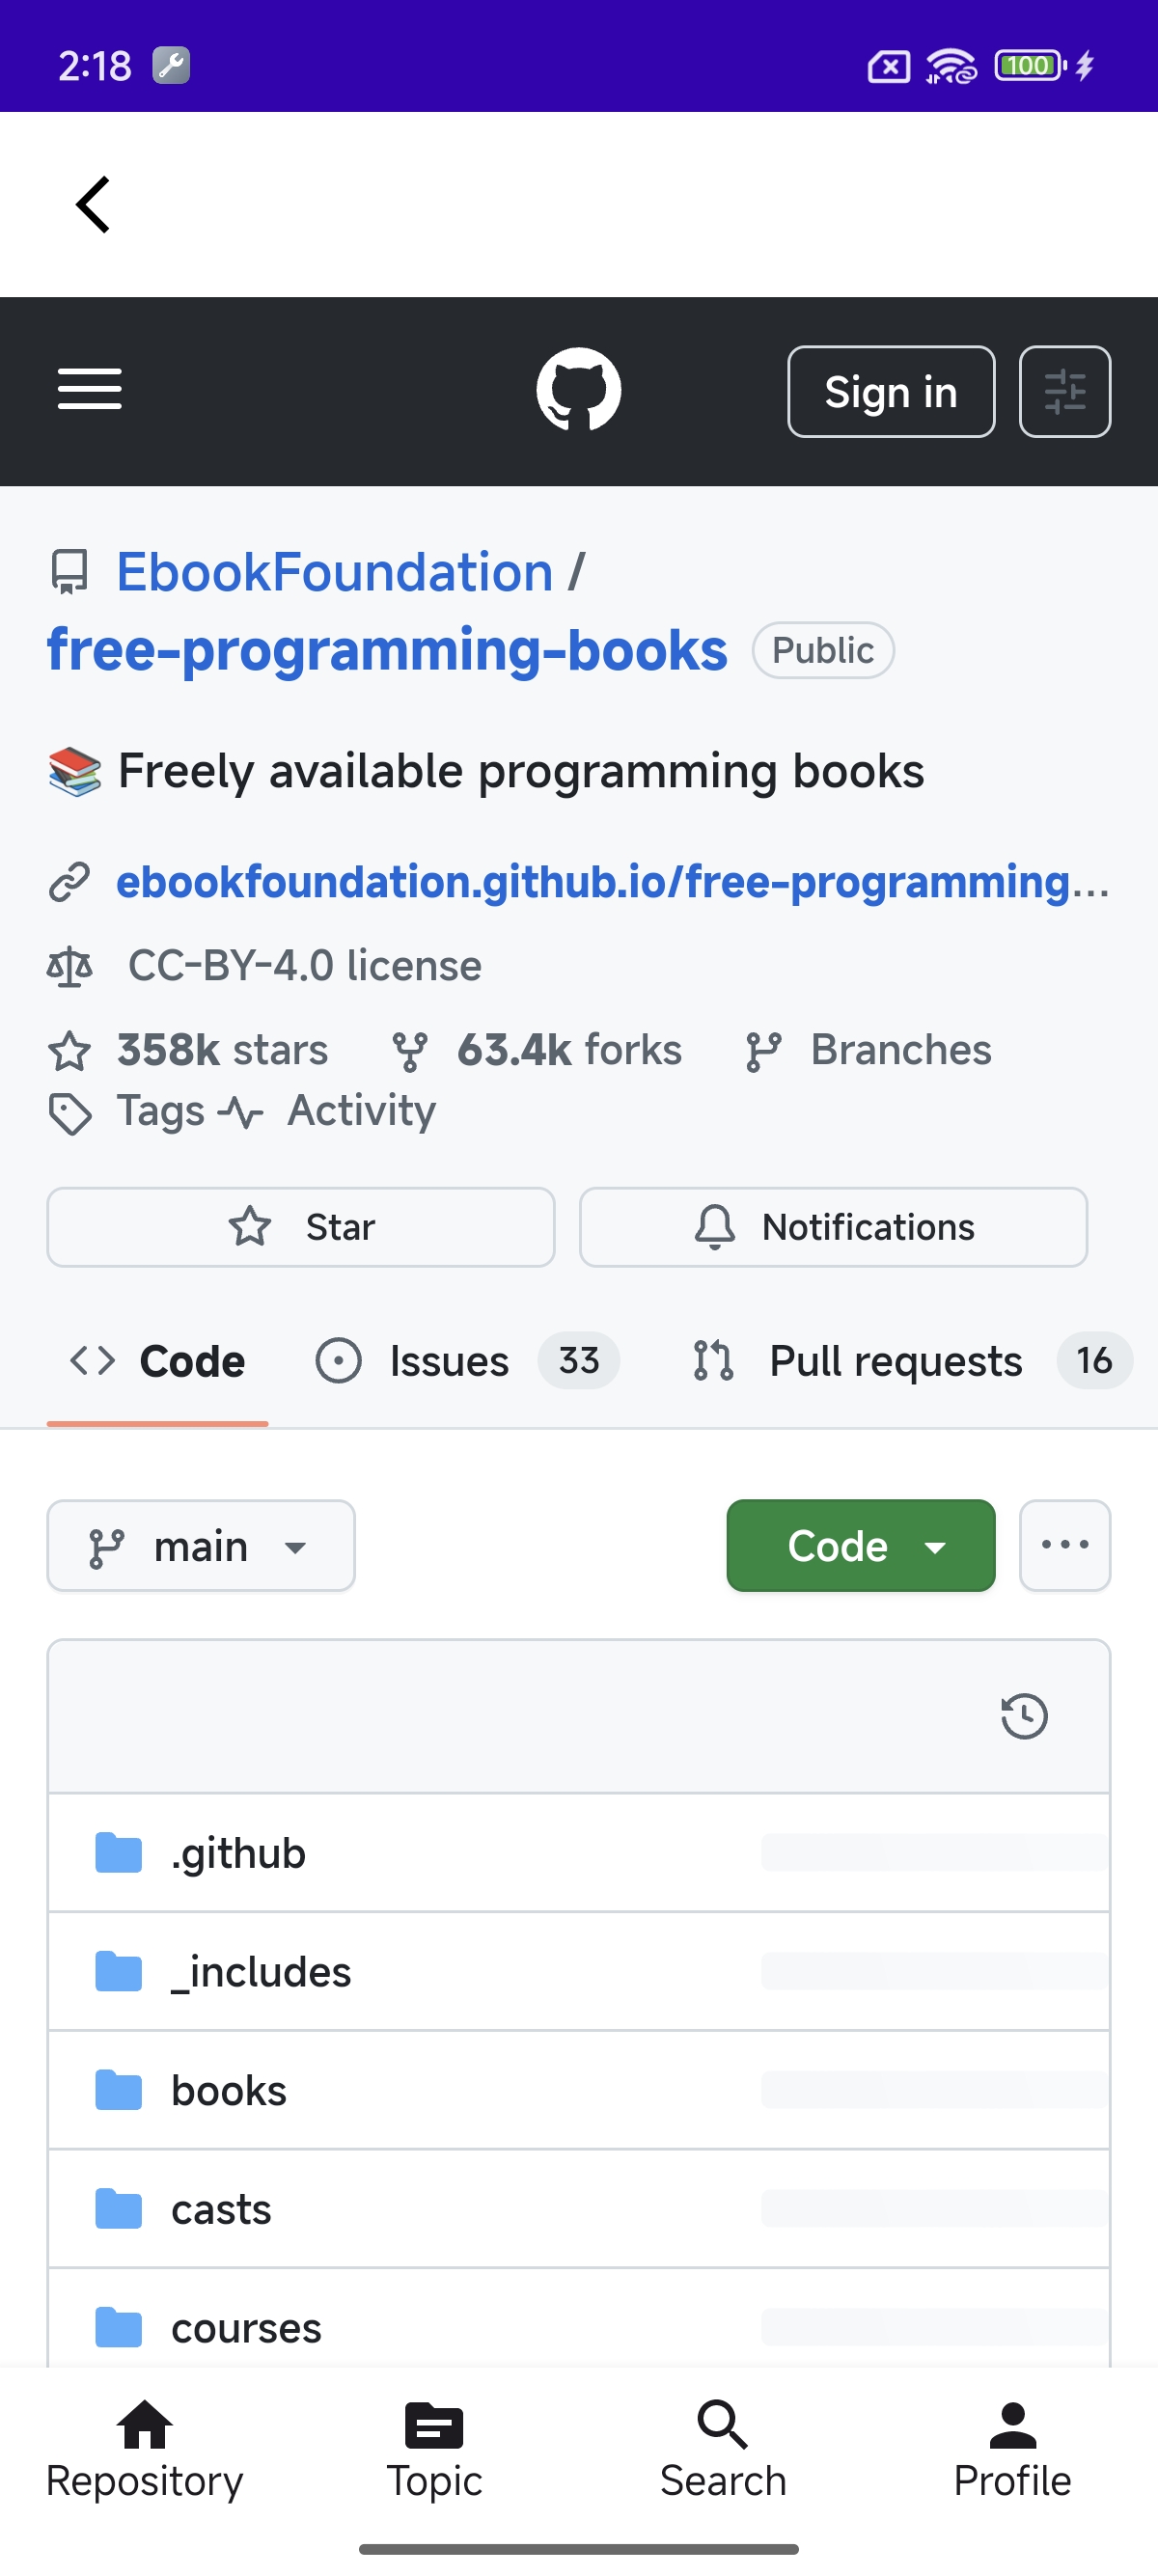 2:18
100
Sign in
EbookFoundation /
free-programming-books Public
Freely available programming books
ebookfoundation.github.io/free-programming...
CC-BY-4.0 license
358k stars 63.4k forks Branches
Tags Activity
Star Notifications
Code Issues 33 Pull requests 16
main Code
.github
_includes
books
casts
courses
Repository Topic Search Profile